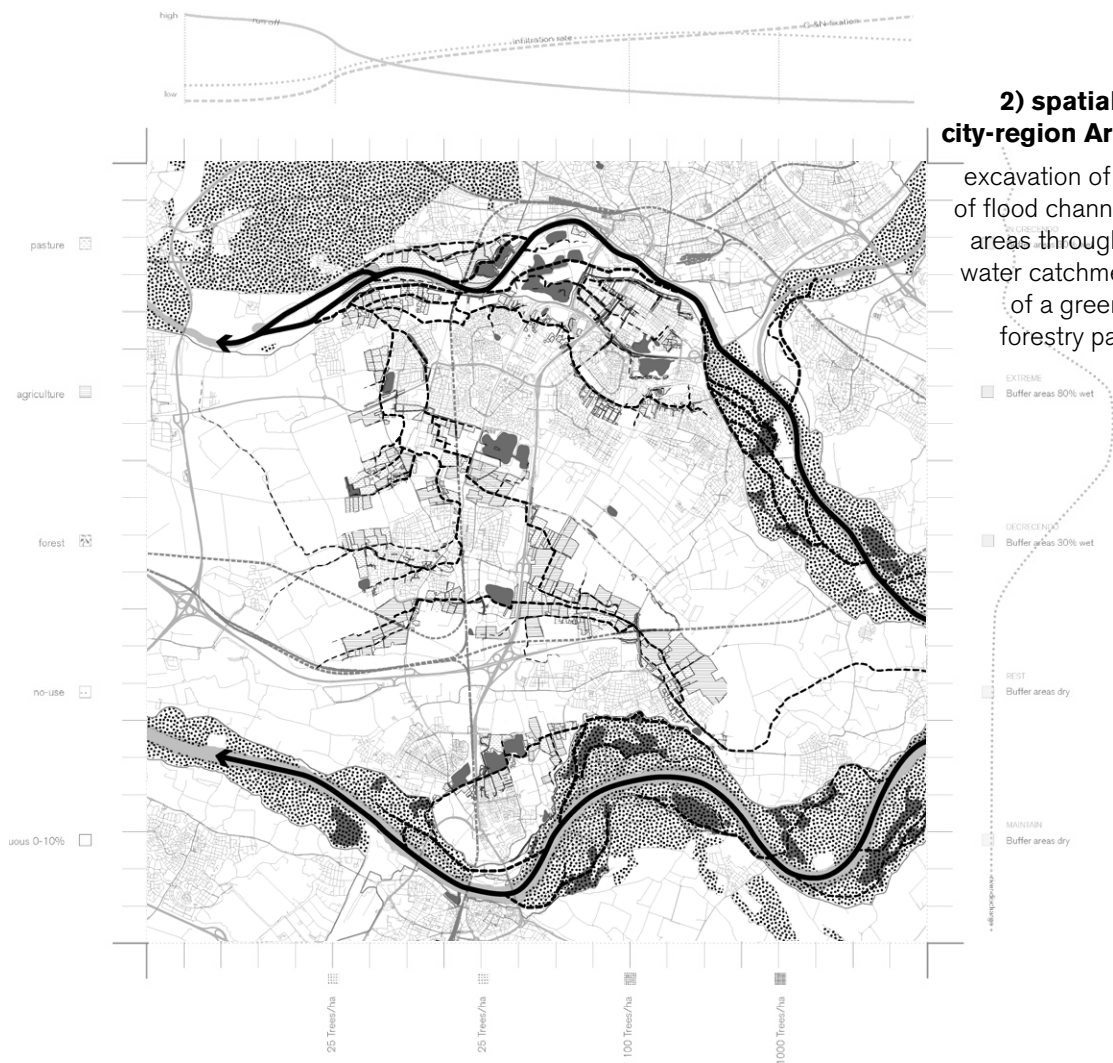 high
run off
infiltration rate
C- &N-fixation
low
2) spatial
city-region Ar
excavation of
of flood chann
areas through
water catchme
of a green
forestry pa
IN CRECENDO
pasture
agriculture
forest
no-use
uous 0-10%
EXTREME
Buffer areas 80% wet
DECRECENDO
Buffer areas 30% wet
REST
Buffer areas dry
MAINTAIN
Buffer areas dry
25 Trees/ha
25 Trees/ha
100 Trees/ha
1000 Trees/ha